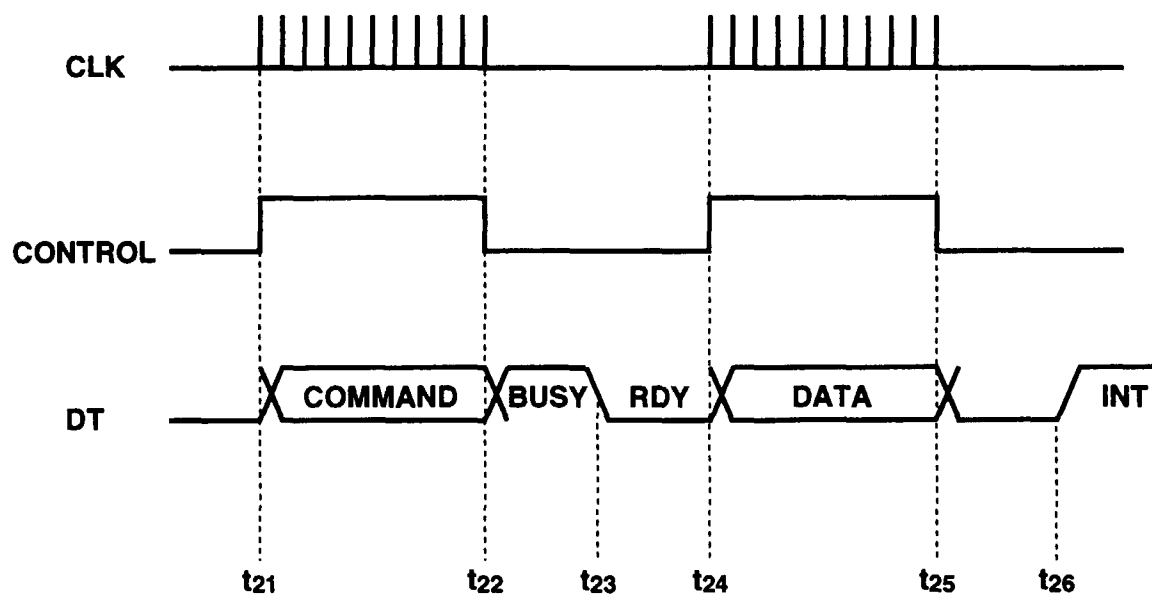 CLK
CONTROL
DT
COMMAND
BUSY
RDY
DATA
INT
t21
t22
t23
t24
t25
t26